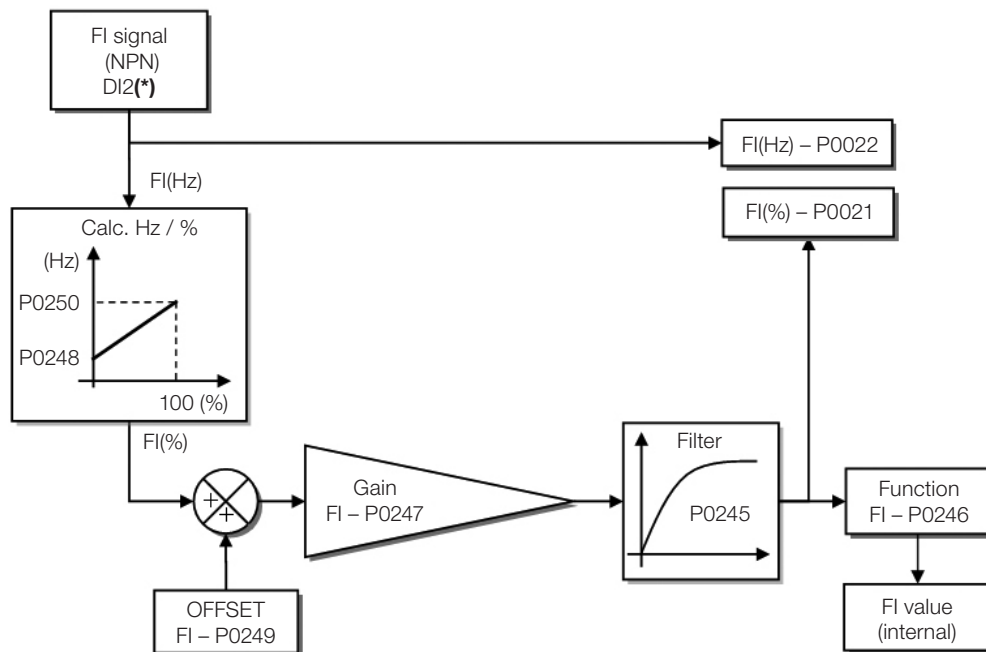 FI signal
(NPN)
DI2(*)
FI(Hz) – P0022
FI(Hz)
FI(%) – P0021
Calc. Hz / %
(Hz)
P0250
P0248
100 (%)
FI(%)
+
+
Gain
FI – P0247
Filter
P0245
Function
FI – P0246
OFFSET
FI – P0249
FI value
(internal)